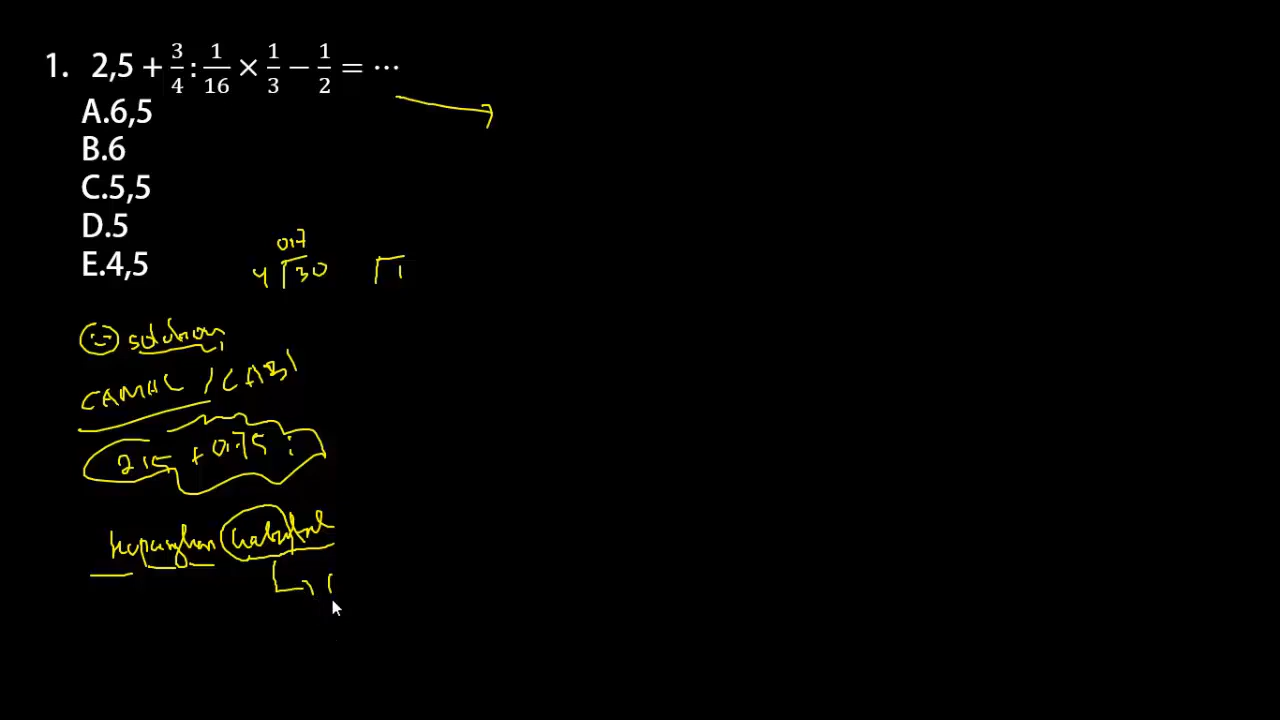 1. 2,5 + 3/4 : 1/16 × 1/3 − 1/2 = ⋯
A.6,5
B.6
C.5,5
D.5
E.4,5
0,7
4 30 1
solution
CAMHC / CABI
2,5 + 0,75 :